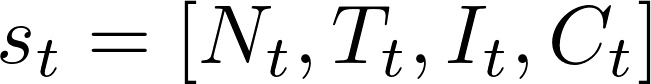 s_t = [N_t, T_t, I_t, C_t]